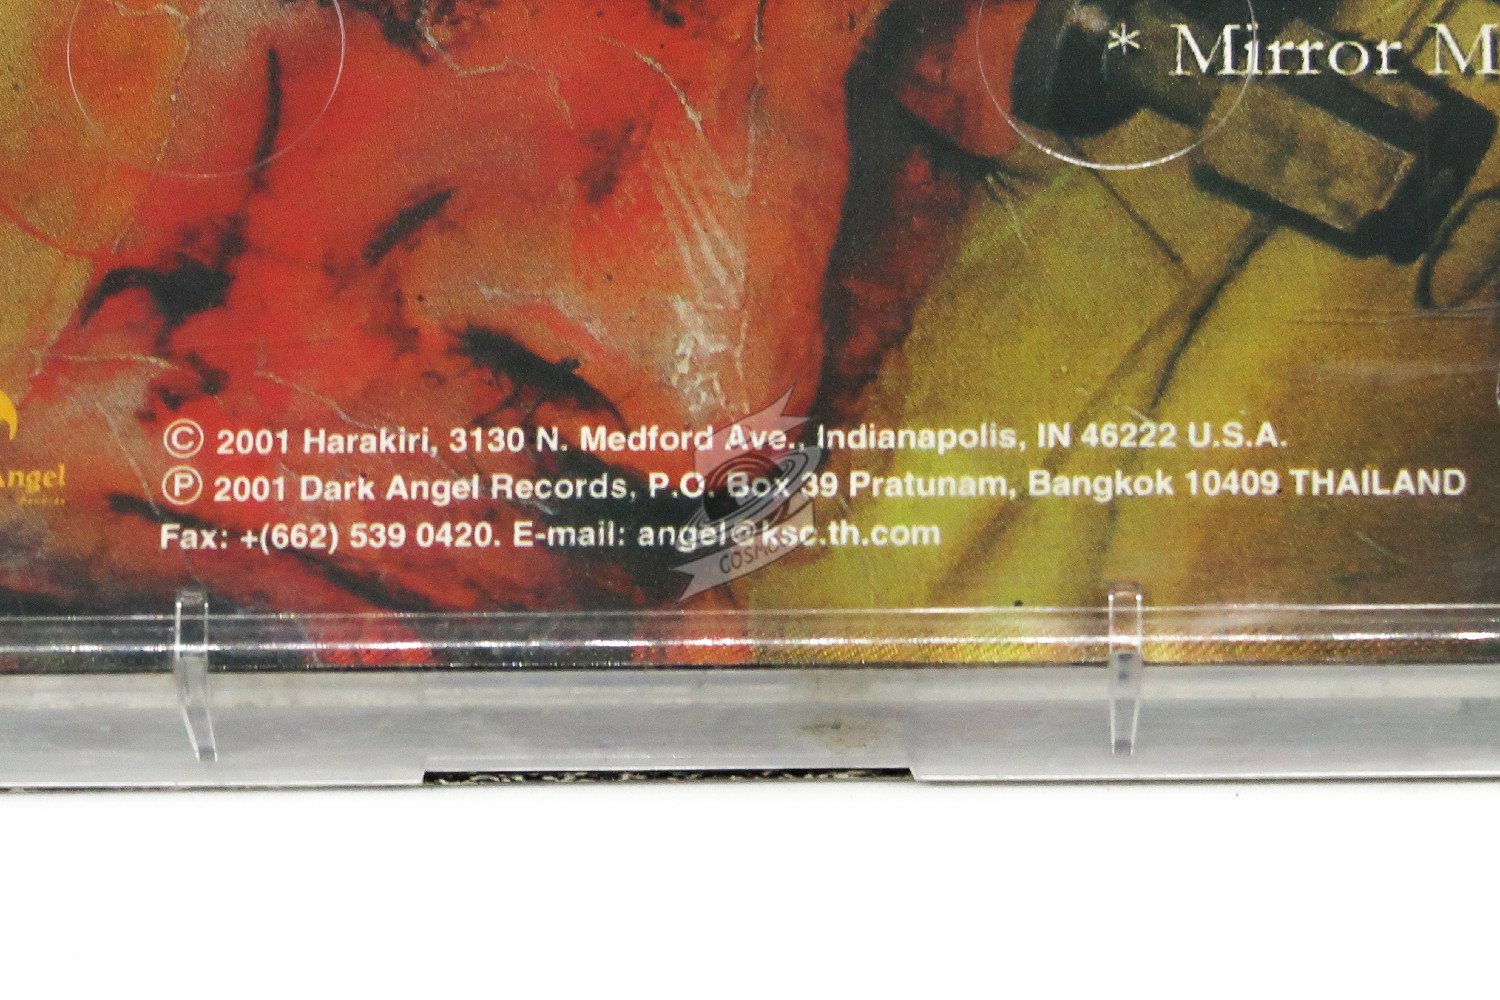 * Mirror M
© 2001 Harakiri, 3130 N. Medford Ave., Indianapolis, IN 46222 U.S.A.
Angel
℗ 2001 Dark Angel Records, P.O. Box 39 Pratunam, Bangkok 10409 THAILAND
Fax: +(662) 539 0420. E-mail: angel@ksc.th.com